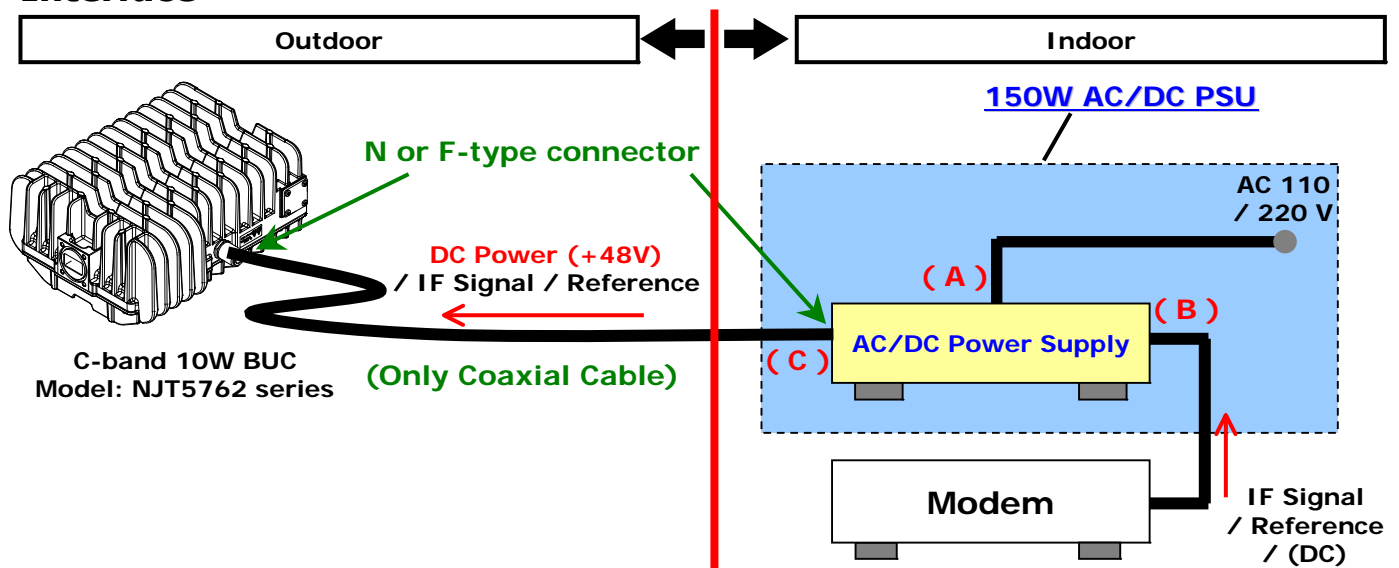 Outdoor
Indoor
150W AC/DC PSU
N or F-type connector
AC 110
/ 220 V
DC Power (+48V)
/ IF Signal / Reference
( A )
( B )
AC/DC Power Supply
( C )
C-band 10W BUC
Model: NJT5762 series
(Only Coaxial Cable)
Modem
IF Signal
/ Reference
/ (DC)